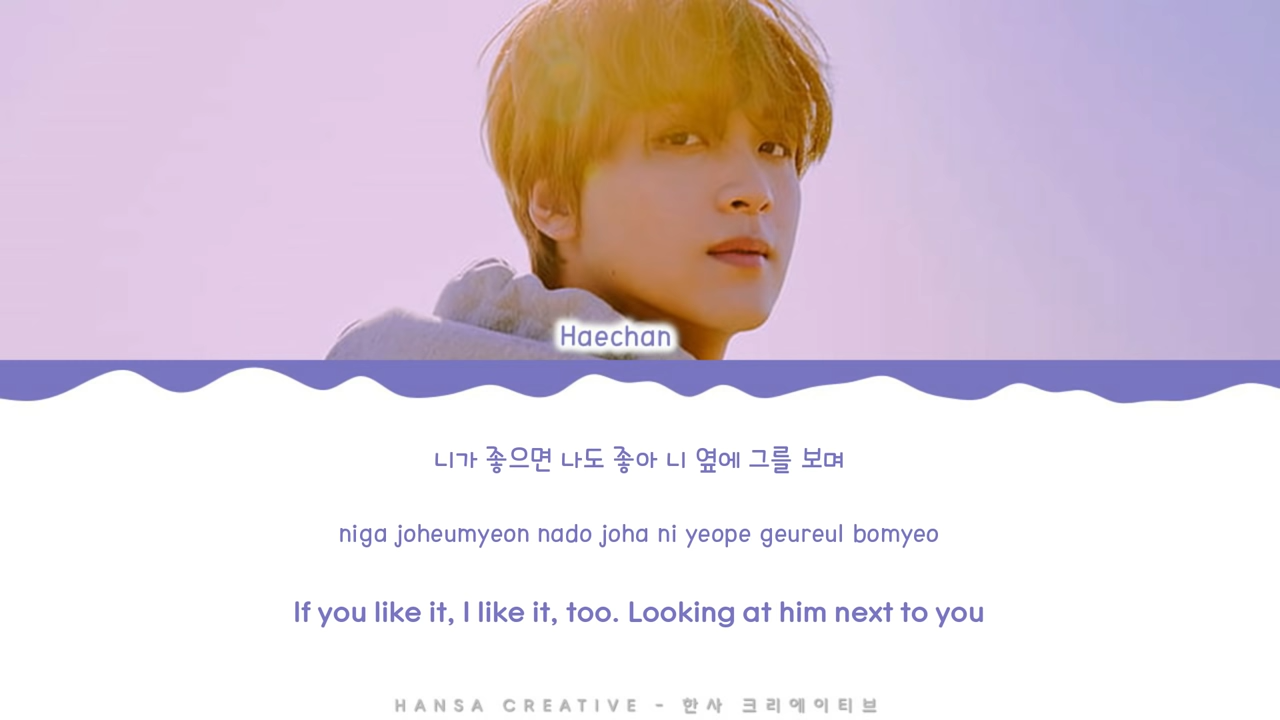 Haechan
니가 좋으면 나도 좋아 니 옆에 그를 보며
niga joheumyeon nado joha ni yeope geureul bomyeo
If you like it, I like it, too. Looking at him next to you
HANSA CREATIVE - 한사 크리에이티브